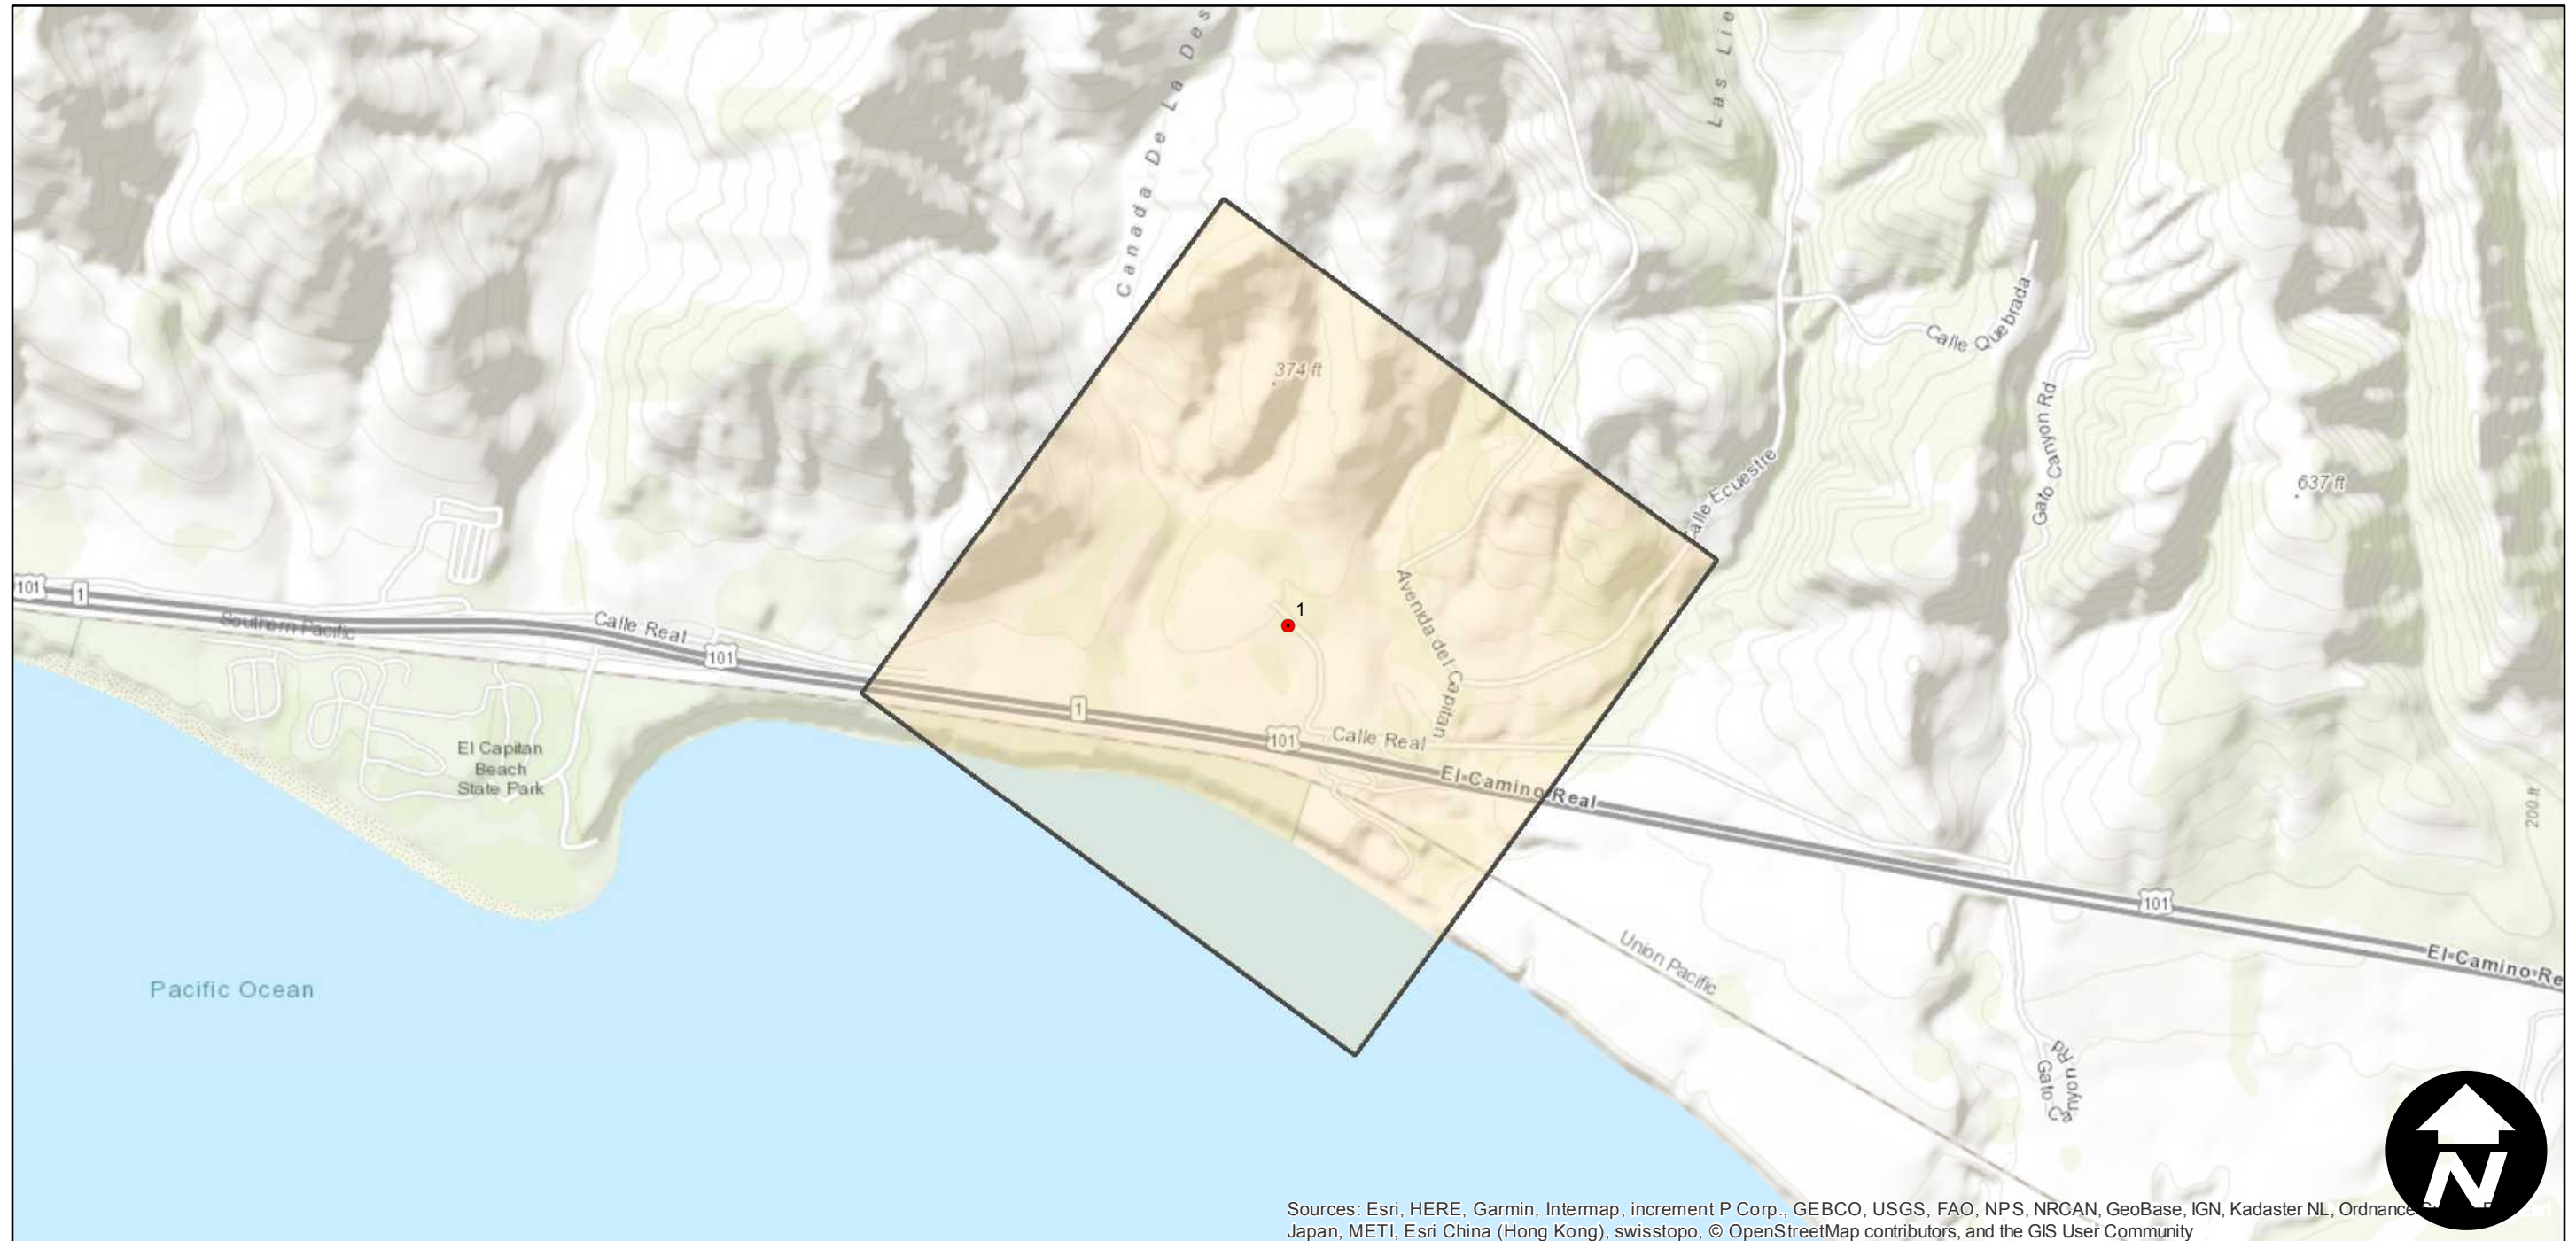 Canada De La Des
Las Lie
Calle Quebrada
374 ft
Gato Canyon Rd
637 ft
Calle Ecuestre
Avenida del Capitan
1
101
1
Southern Pacific
Calle Real
101
1
101
Calle Real
El Camino Real
El Capitan
Beach
State Park
200 ft
101
El Camino Re
Union Pacific
Pacific Ocean
Gato Canyon Rd
N
Sources: Esri, HERE, Garmin, Intermap, increment P Corp., GEBCO, USGS, FAO, NPS, NRCAN, GeoBase, IGN, Kadaster NL, Ordnance
Japan, METI, Esri China (Hong Kong), swisstopo, © OpenStreetMap contributors, and the GIS User Community